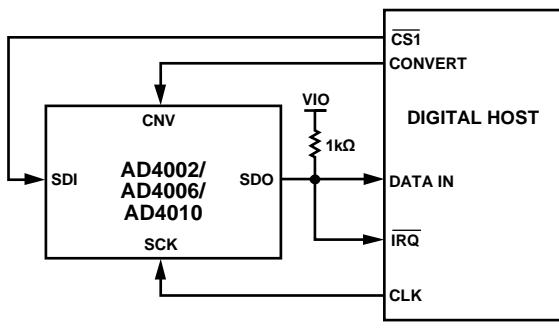 CS1
CONVERT
CNV
VIO
DIGITAL HOST
1kΩ
AD4002/
SDI
SDO
DATA IN
AD4006/
AD4010
SCK
IRQ
CLK